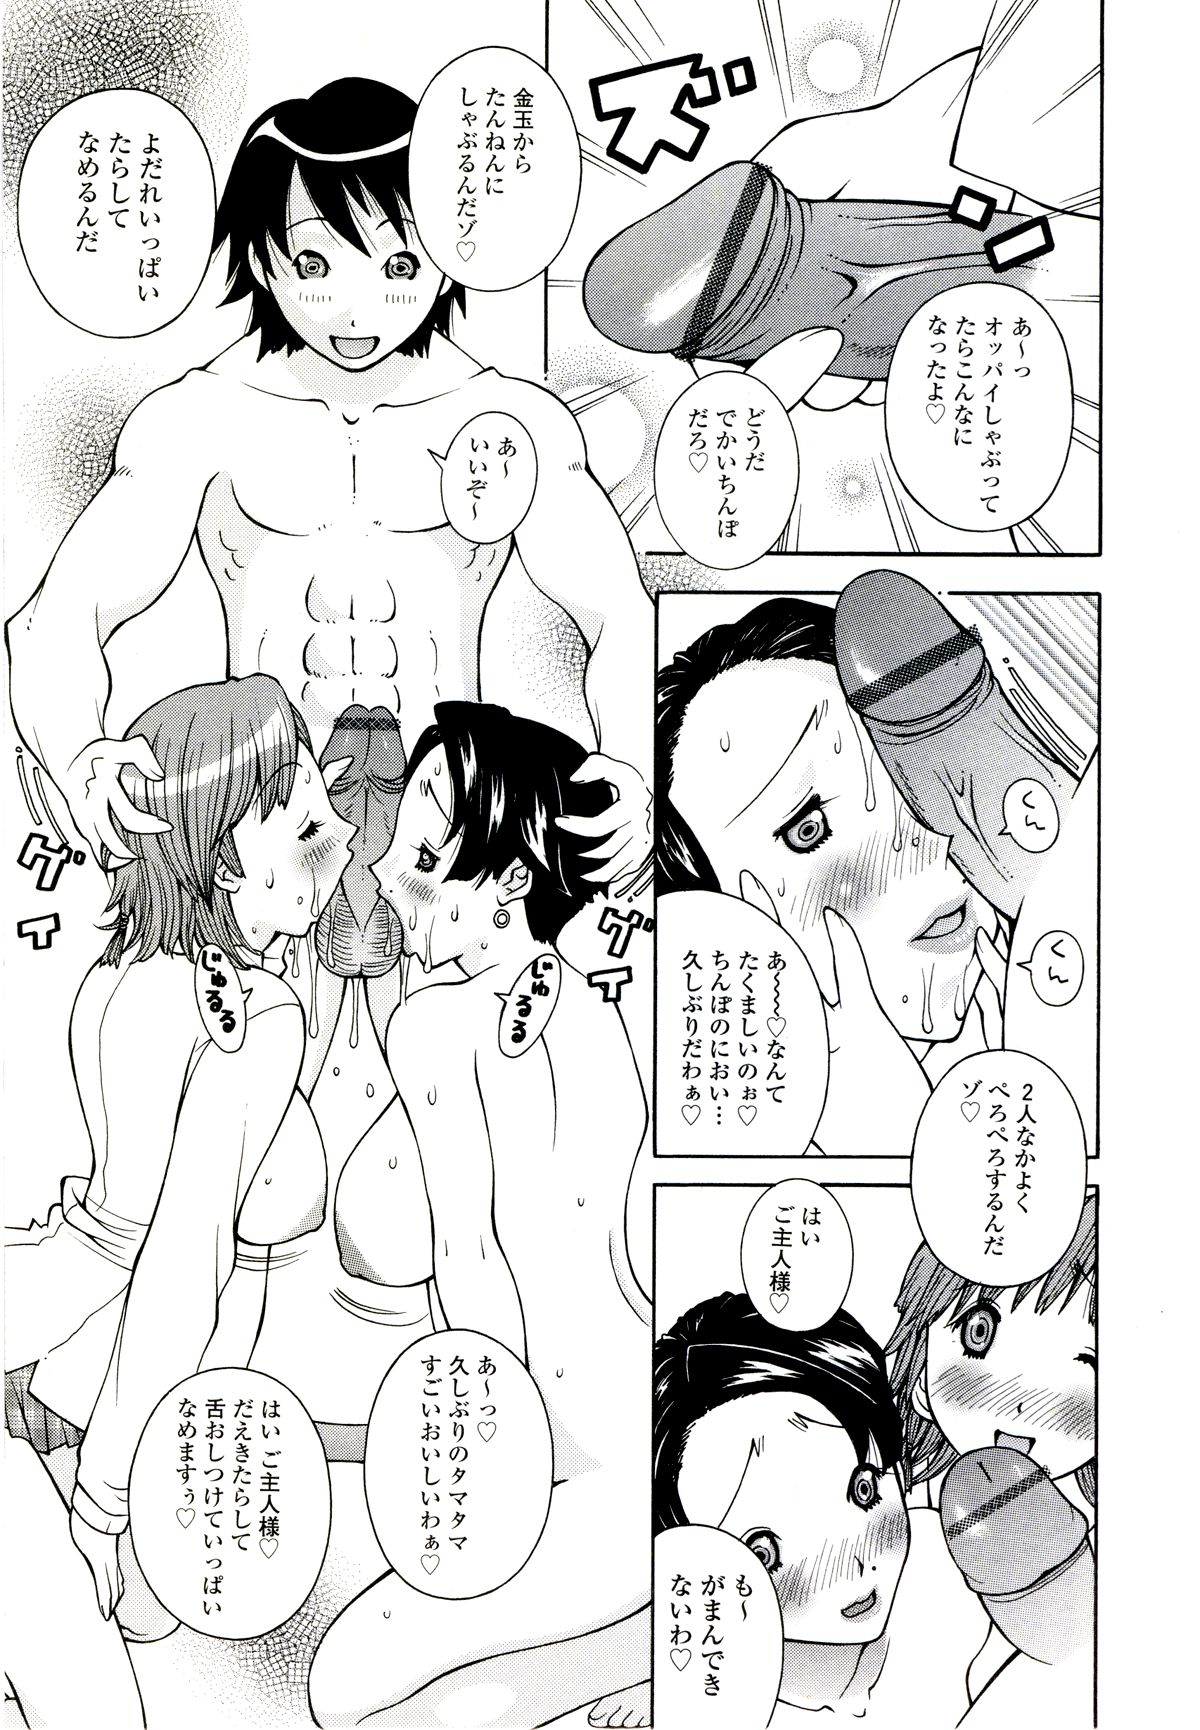 ズンッ
あ〜っ
オッパイしゃぶって
たらこんなに
なったよ♡
どうだ
でかいちんぽ
だろ♡
くん
くん
あ〜〜〜♡なんて
たくましいのぉ♡
ちんぽのにおい…
久しぶりだわぁ♡
2人なかよく
ぺろぺろするんだ
ゾ♡
はい
ご主人様♡
も〜
がまんでき
ないわ♡
金玉から
たんねんに
しゃぶるんだゾ♡
よだれいっぱい
たらして
なめるんだ
あ〜
いいぞ〜
グイ
グイ
じゅるる
じゅるる
あ〜っ♡
久しぶりのタマタマ
すごいおいしいわぁ♡
はいご主人様♡
だえきたらして
舌おしつけていっぱい
なめますぅ♡